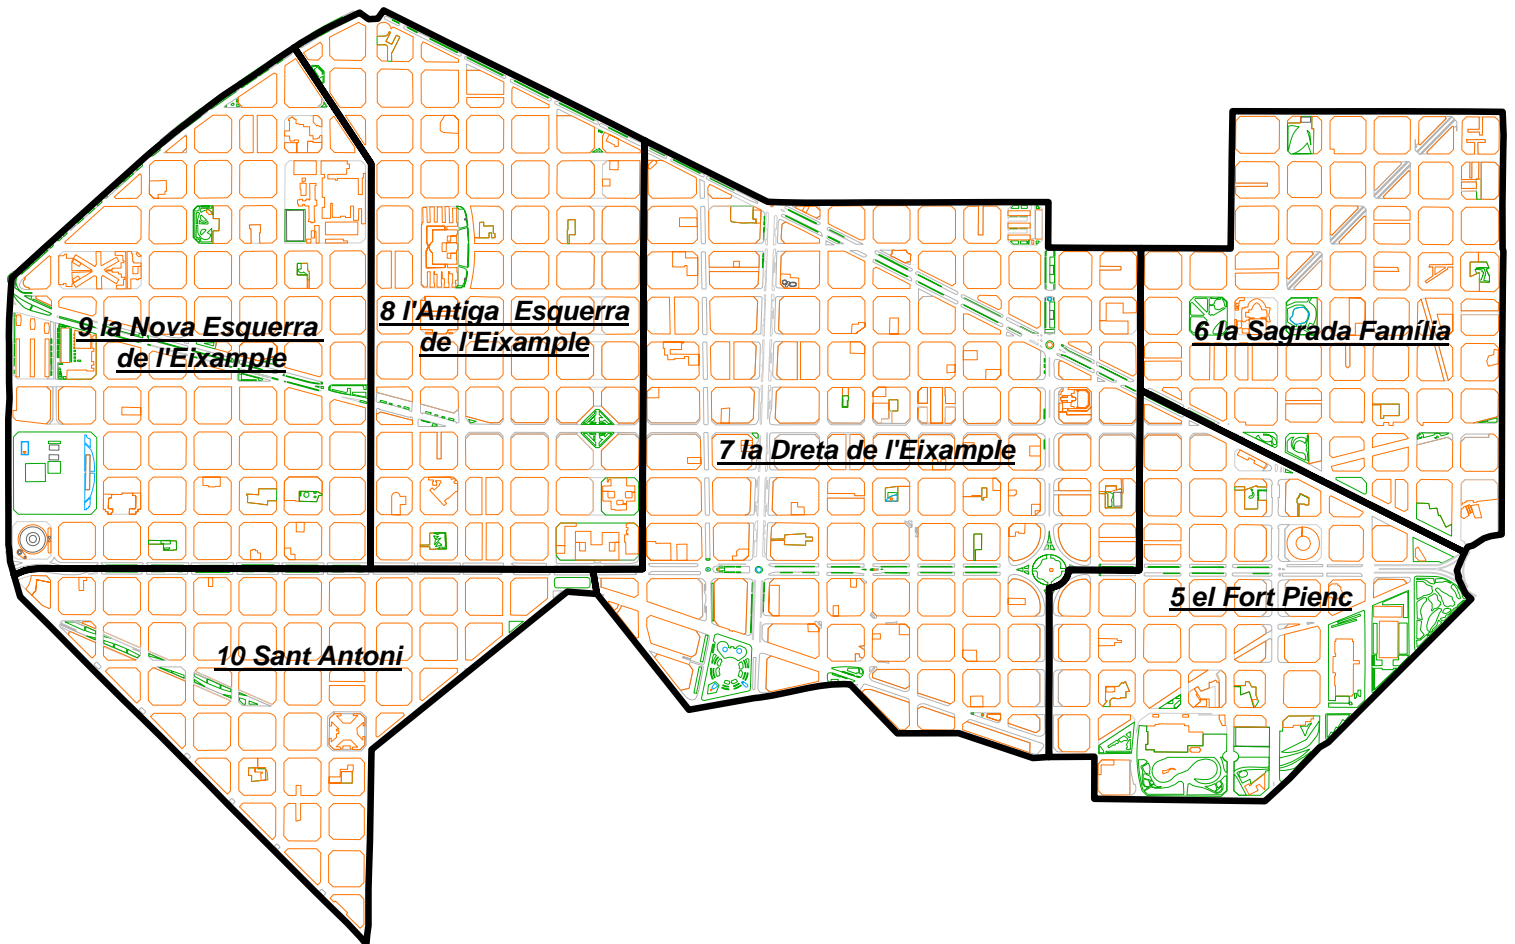 8 l'Antiga Esquerra
de l'Eixample
9 la Nova Esquerra
de l'Eixample
6 la Sagrada Família
7 la Dreta de l'Eixample
5 el Fort Pienc
10 Sant Antoni